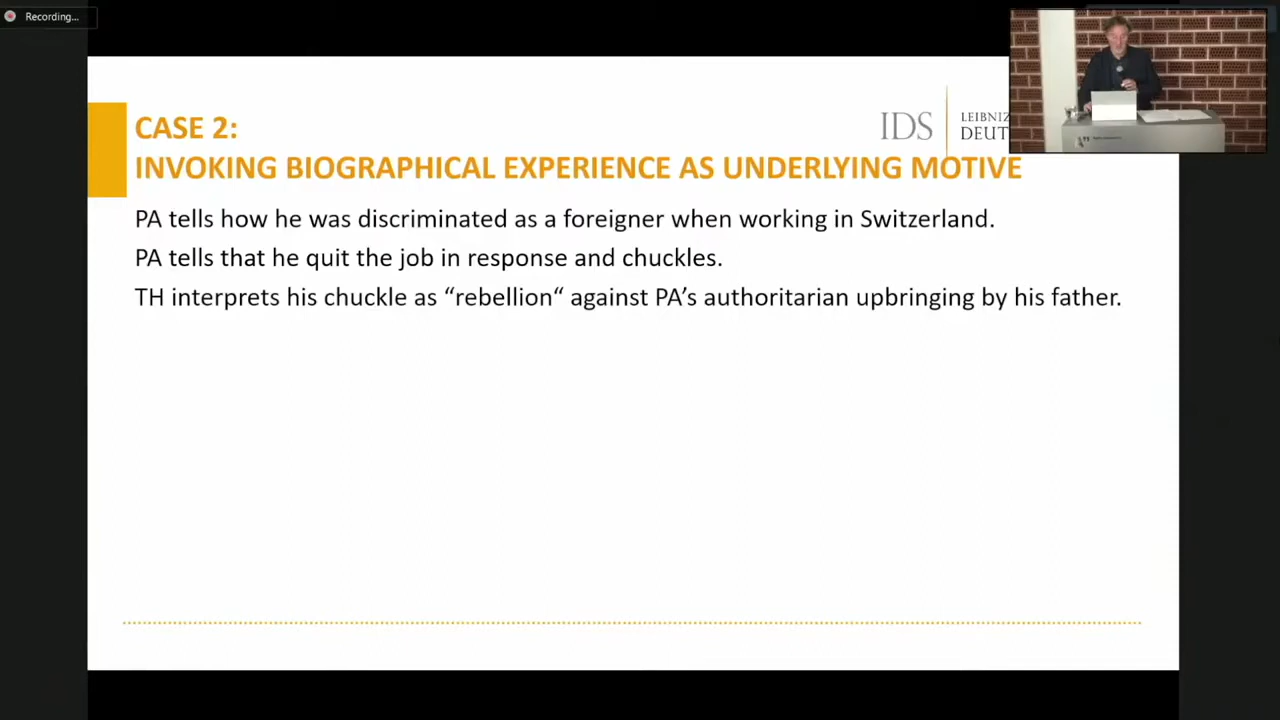 Recording...
CASE 2:
INVOKING BIOGRAPHICAL EXPERIENCE AS UNDERLYING MOTIVE
IDS
LEIBNIZ
DEUT
PA tells how he was discriminated as a foreigner when working in Switzerland.
PA tells that he quit the job in response and chuckles.
TH interprets his chuckle as “rebellion“ against PA’s authoritarian upbringing by his father.